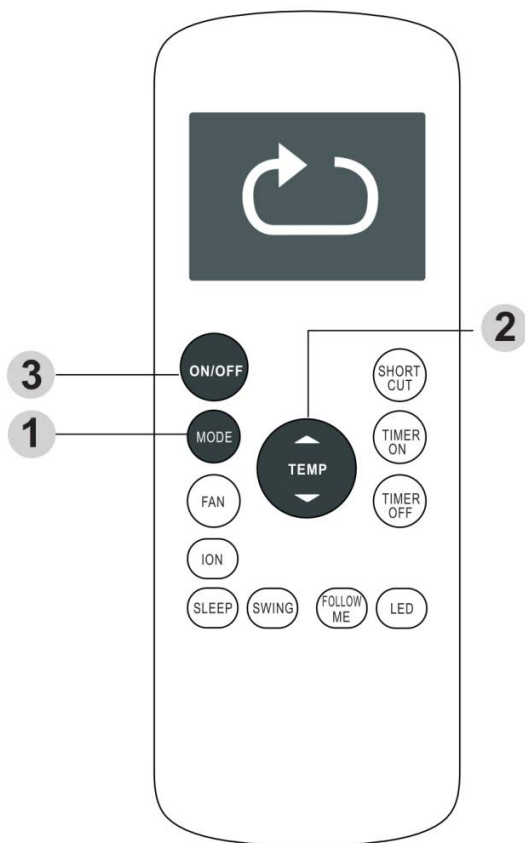 2
3
ON/OFF
SHORT
CUT
1
MODE
TEMP
TIMER
ON
FAN
TIMER
OFF
ION
SLEEP
SWING
FOLLOW
ME
LED